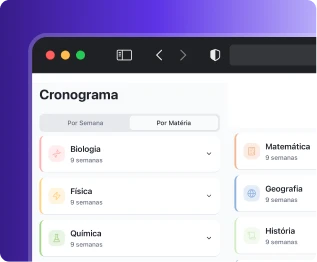 Cronograma
Por Semana
Por Matéria
Biologia
9 semanas
Física
9 semanas
Química
9 semanas
Matemática
9 semanas
Geografia
9 semanas
História
9 semanas